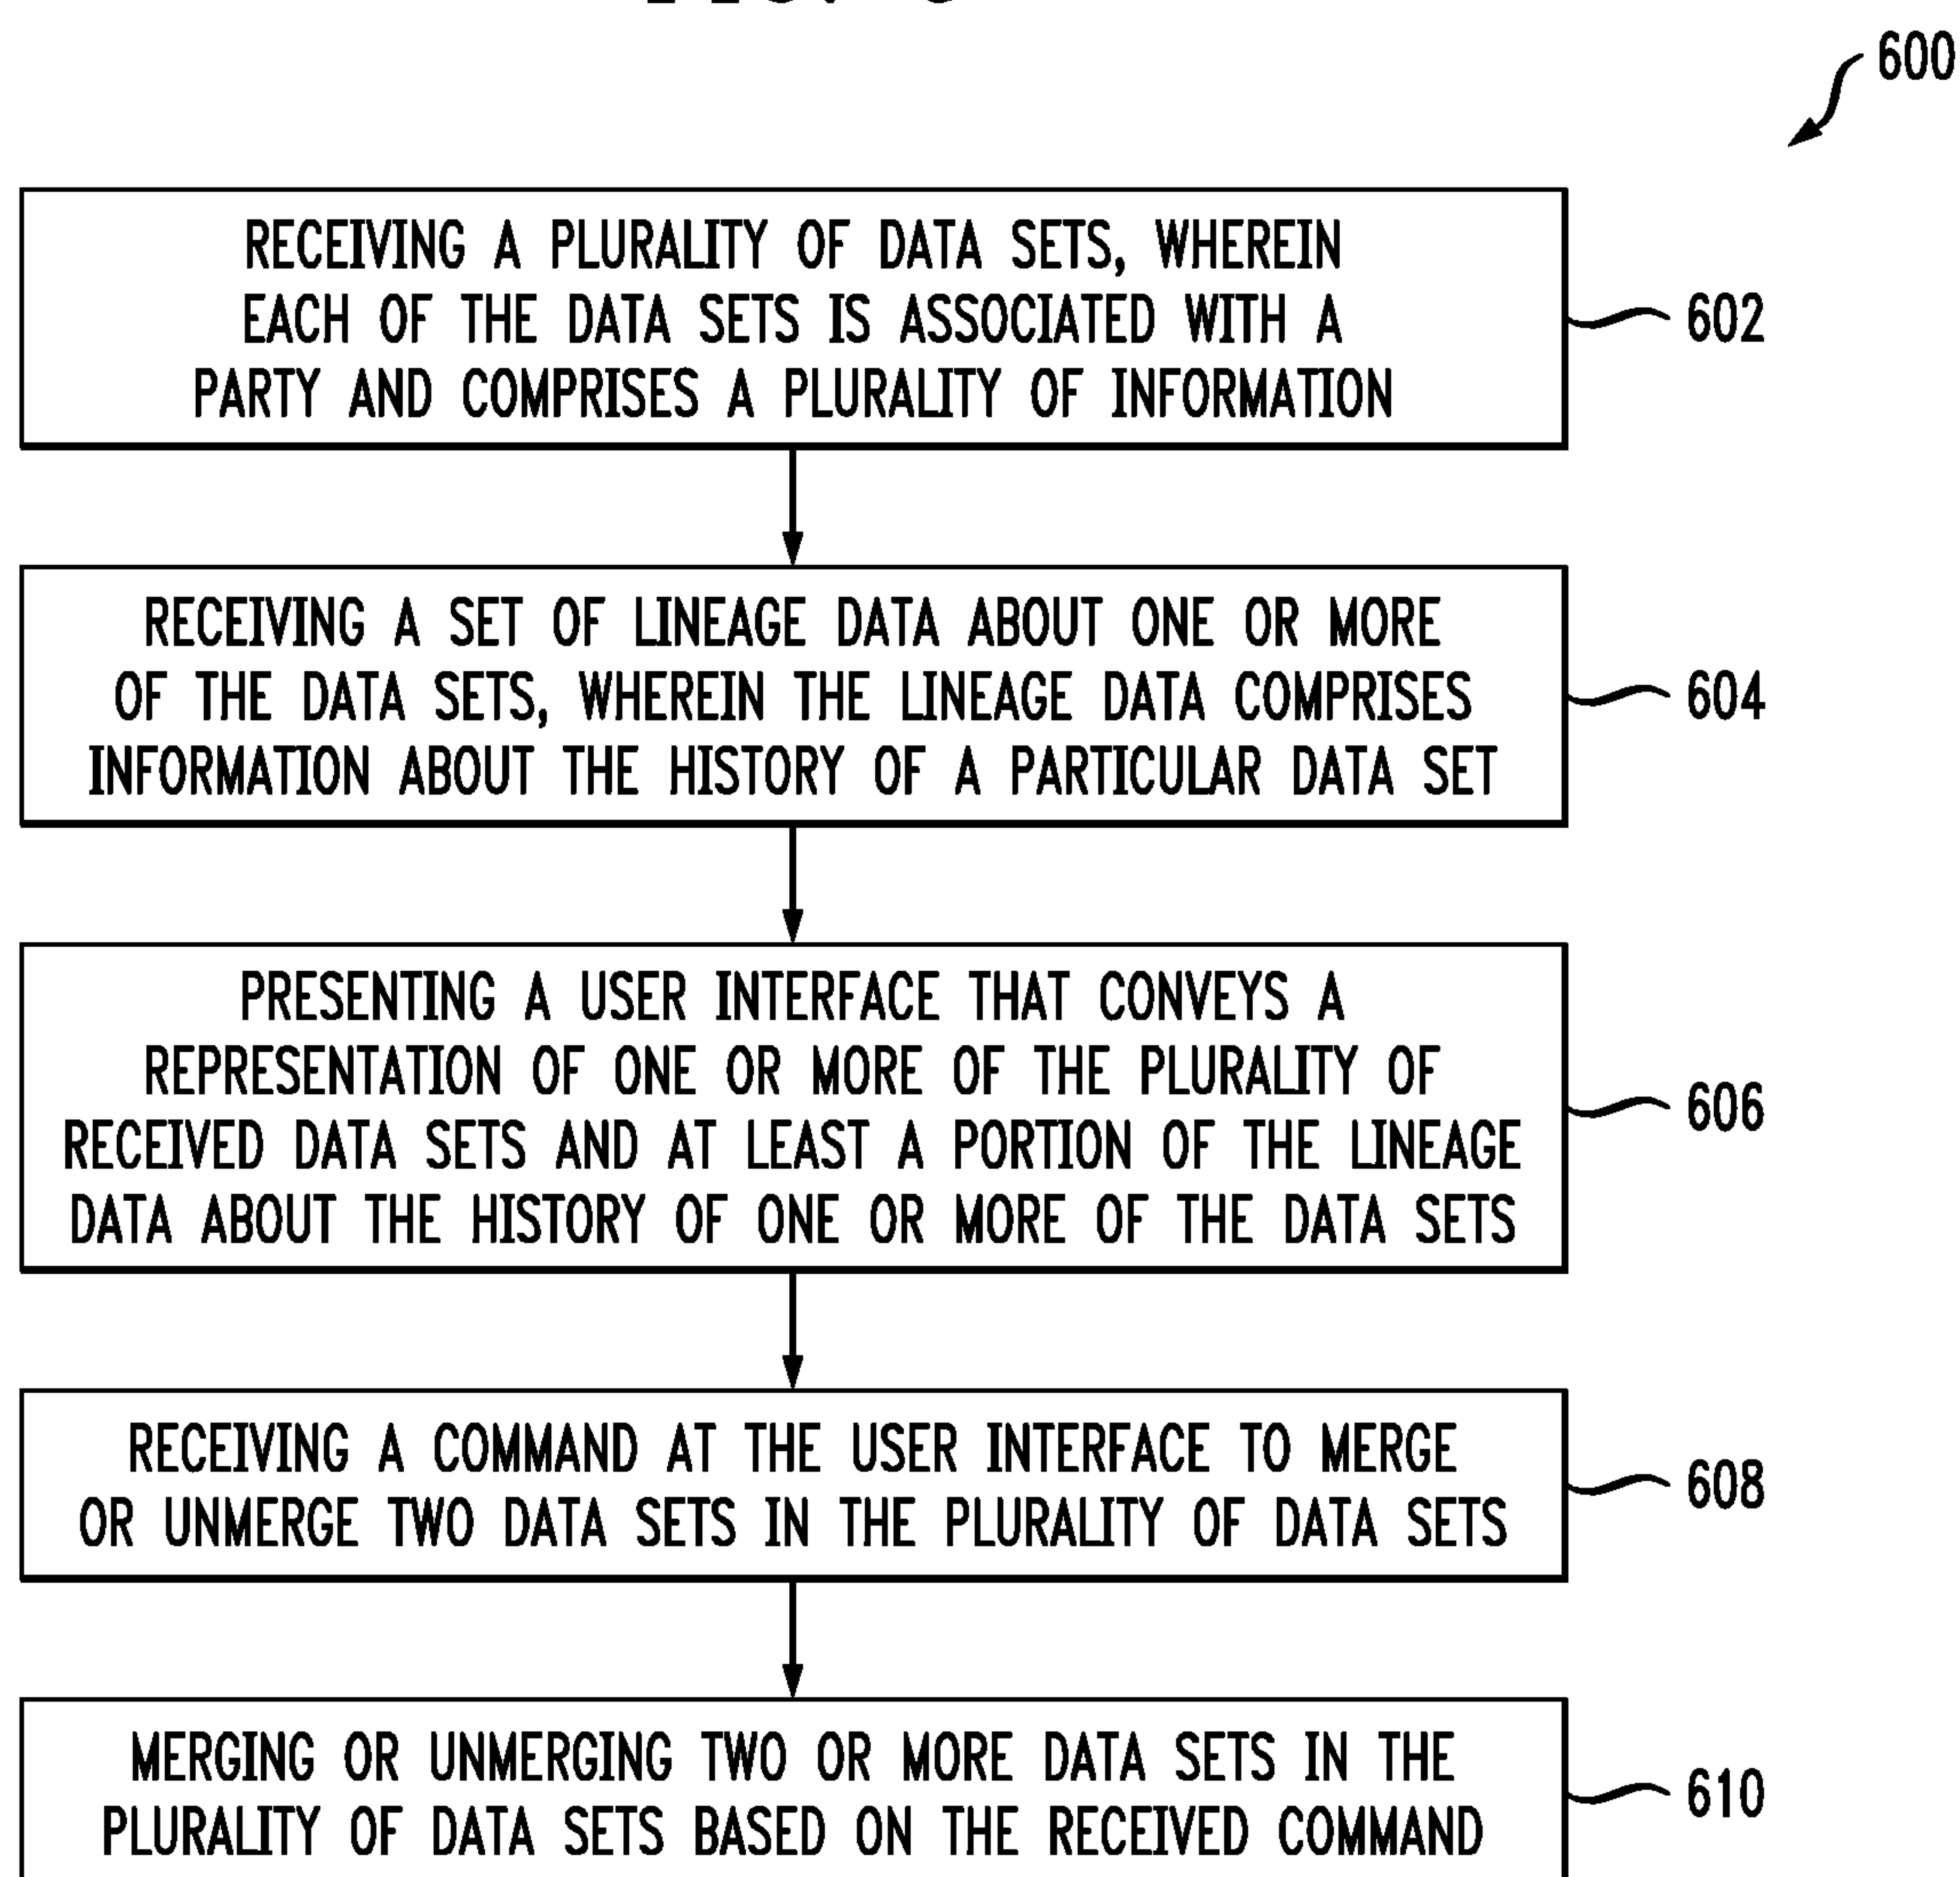 600
RECEIVING A PLURALITY OF DATA SETS, WHEREIN
EACH OF THE DATA SETS IS ASSOCIATED WITH A
PARTY AND COMPRISES A PLURALITY OF INFORMATION
602
RECEIVING A SET OF LINEAGE DATA ABOUT ONE OR MORE
OF THE DATA SETS, WHEREIN THE LINEAGE DATA COMPRISES
INFORMATION ABOUT THE HISTORY OF A PARTICULAR DATA SET
604
PRESENTING A USER INTERFACE THAT CONVEYS A
REPRESENTATION OF ONE OR MORE OF THE PLURALITY OF
RECEIVED DATA SETS AND AT LEAST A PORTION OF THE LINEAGE
DATA ABOUT THE HISTORY OF ONE OR MORE OF THE DATA SETS
606
RECEIVING A COMMAND AT THE USER INTERFACE TO MERGE
OR UNMERGE TWO DATA SETS IN THE PLURALITY OF DATA SETS
608
MERGING OR UNMERGING TWO OR MORE DATA SETS IN THE
PLURALITY OF DATA SETS BASED ON THE RECEIVED COMMAND
610